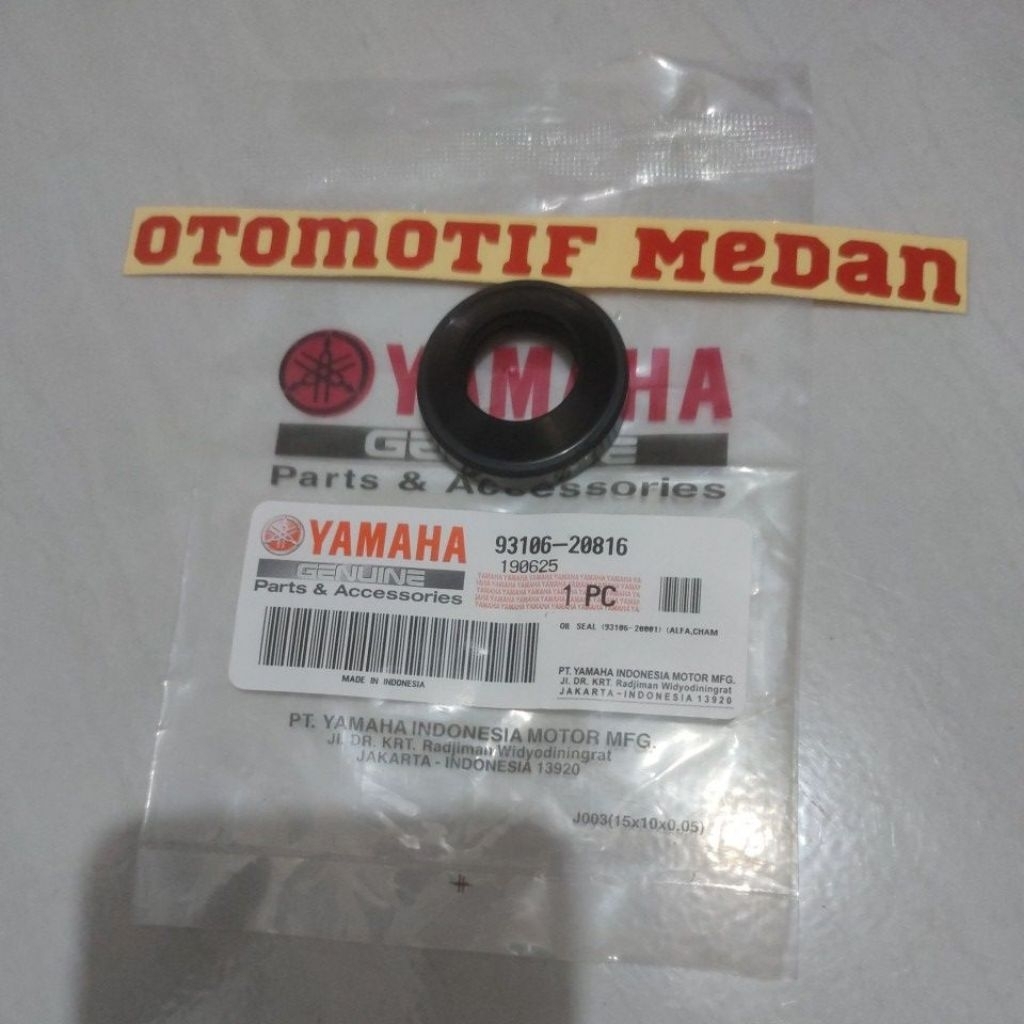 OTOMOTIF MEDAN
YAMAHA
GENUINE
Parts & Accessories
YAMAHA
GENUINE
Parts & Accessories
93106-20816
190625
1 PC
OIL SEAL (93106-20001) (ALFA,CHAM
MADE IN INDONESIA
PT. YAMAHA INDONESIA MOTOR MFG.
Jl. DR. KRT. Radjiman Widyodiningrat
JAKARTA - INDONESIA 13920
PT. YAMAHA INDONESIA MOTOR MFG.
Jl. DR. KRT. Radjiman Widyodiningrat
JAKARTA - INDONESIA 13920
J003(15x10x0.05)
#